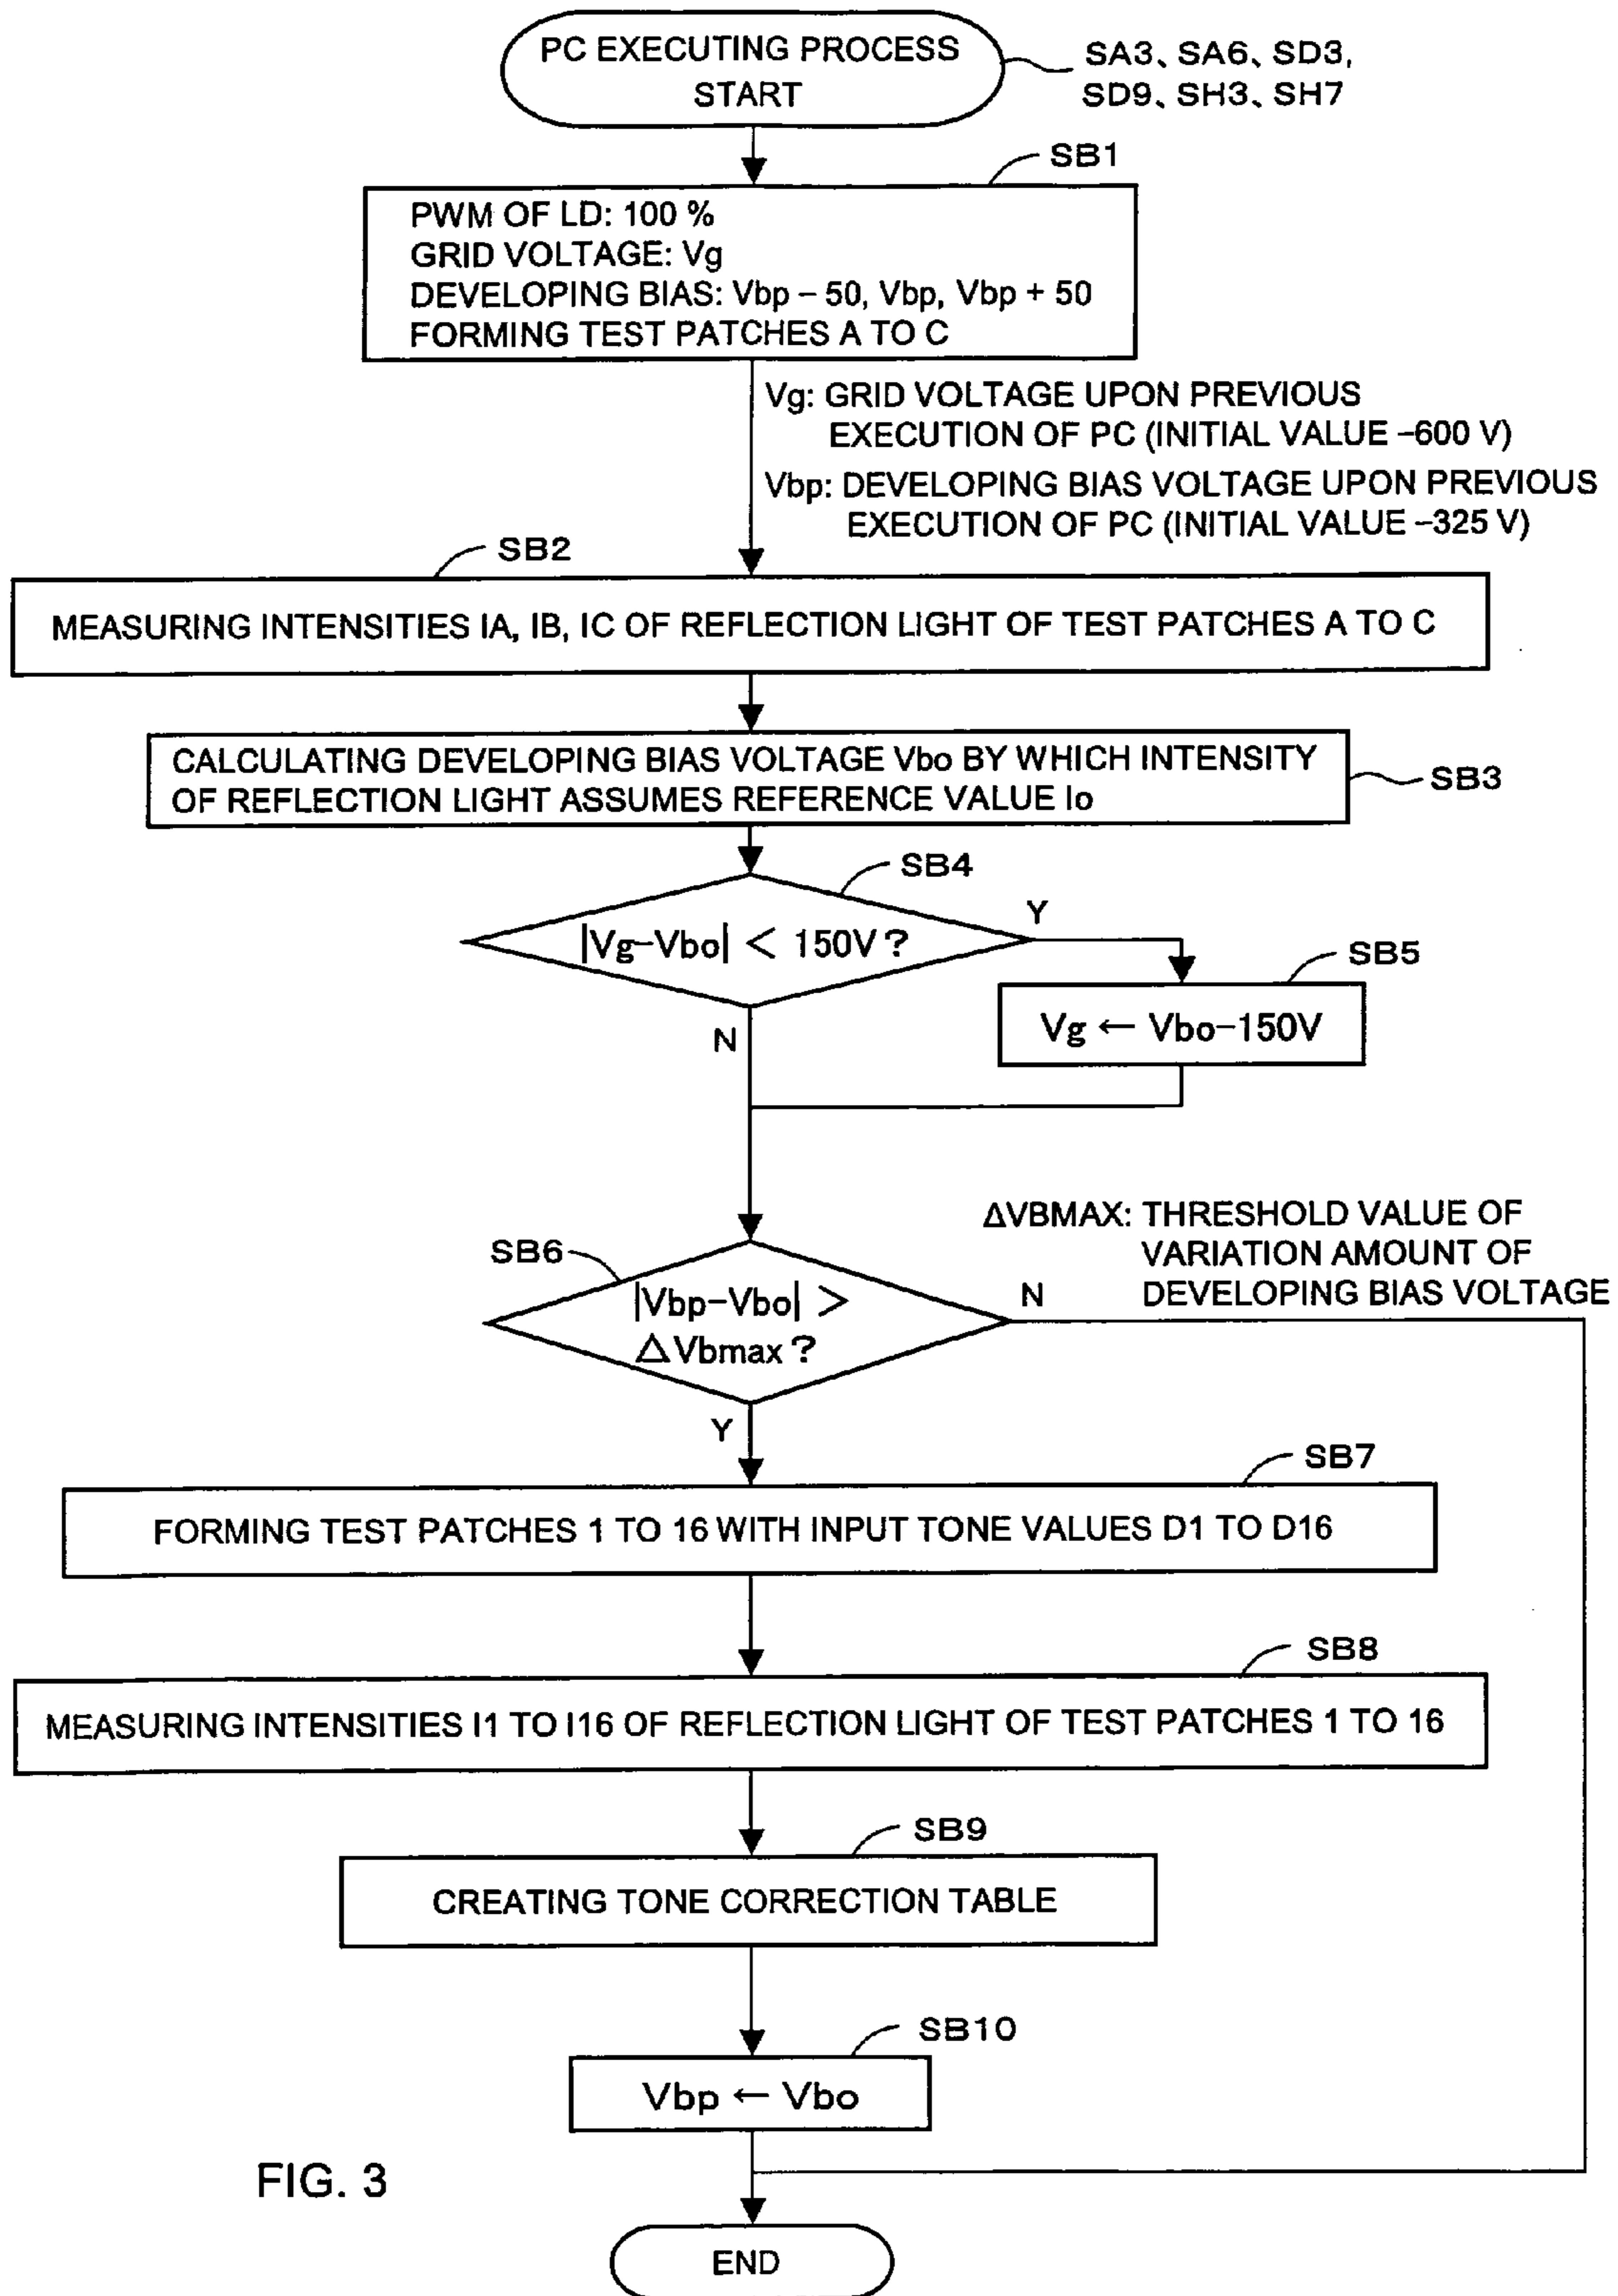 PC EXECUTING PROCESS
START
SA3、SA6、SD3,
SD9、SH3、SH7
SB1
PWM OF LD: 100 %
GRID VOLTAGE: Vg
DEVELOPING BIAS: Vbp – 50, Vbp, Vbp + 50
FORMING TEST PATCHES A TO C
Vg: GRID VOLTAGE UPON PREVIOUS
EXECUTION OF PC (INITIAL VALUE –600 V)
Vbp: DEVELOPING BIAS VOLTAGE UPON PREVIOUS
EXECUTION OF PC (INITIAL VALUE –325 V)
SB2
MEASURING INTENSITIES IA, IB, IC OF REFLECTION LIGHT OF TEST PATCHES A TO C
CALCULATING DEVELOPING BIAS VOLTAGE Vbo BY WHICH INTENSITY
OF REFLECTION LIGHT ASSUMES REFERENCE VALUE Io
SB3
SB4
|Vg-Vbo| < 150V?
Y
N
SB5
Vg ← Vbo-150V
ΔVBMAX: THRESHOLD VALUE OF
VARIATION AMOUNT OF
DEVELOPING BIAS VOLTAGE
SB6
|Vbp-Vbo| >
△Vbmax?
N
Y
SB7
FORMING TEST PATCHES 1 TO 16 WITH INPUT TONE VALUES D1 TO D16
SB8
MEASURING INTENSITIES I1 TO I16 OF REFLECTION LIGHT OF TEST PATCHES 1 TO 16
SB9
CREATING TONE CORRECTION TABLE
SB10
Vbp ← Vbo
FIG. 3
END